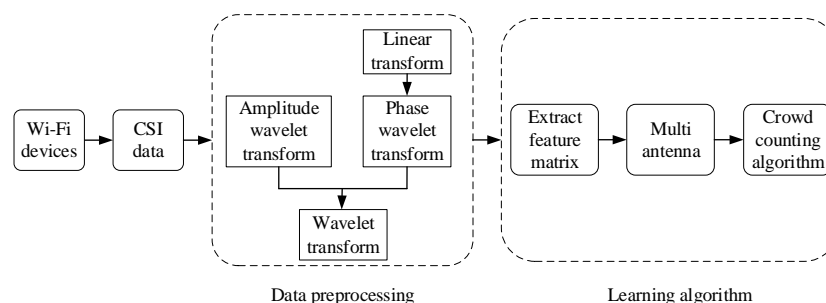 Wi-Fi
devices
CSI
data
Linear
transform
Amplitude
wavelet
transform
Phase
wavelet
transform
Wavelet
transform
Data preprocessing
Extract
feature
matrix
Multi
antenna
Crowd
counting
algorithm
Learning algorithm